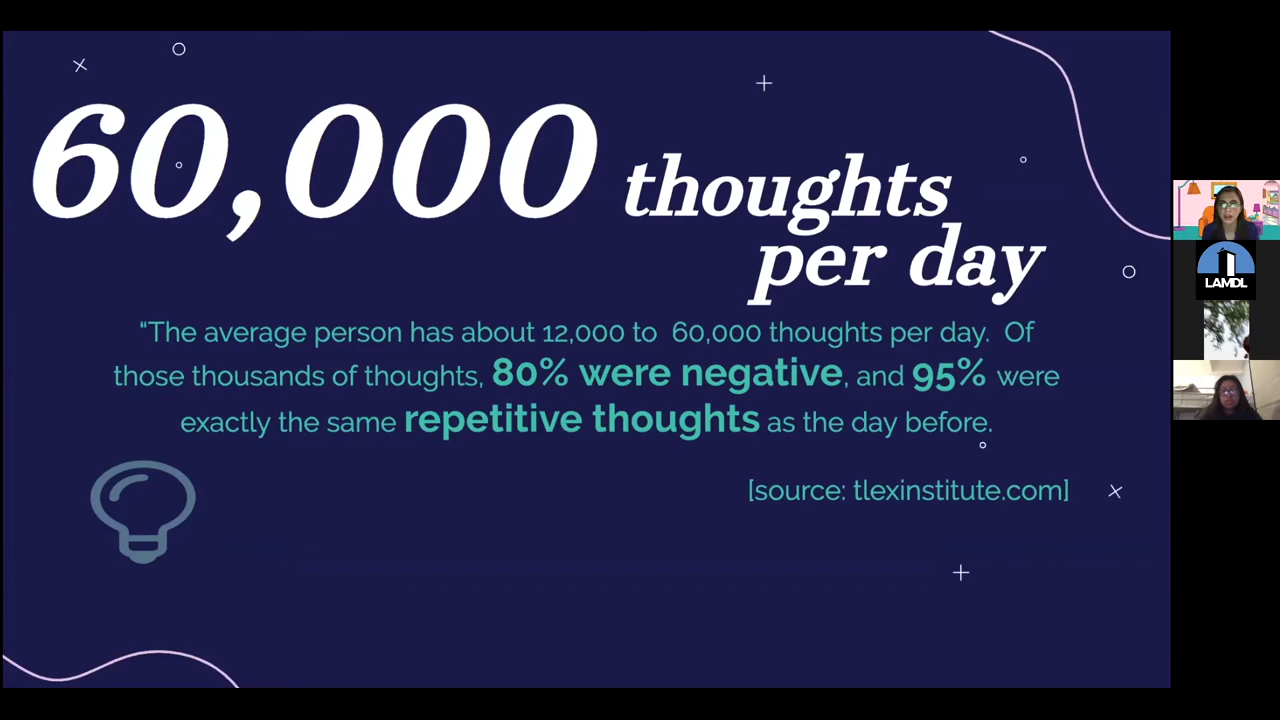 60,000 thoughts
per day
“The average person has about 12,000 to 60,000 thoughts per day. Of
those thousands of thoughts, 80% were negative, and 95% were
exactly the same repetitive thoughts as the day before.
[source: tlexinstitute.com]
LAMDL